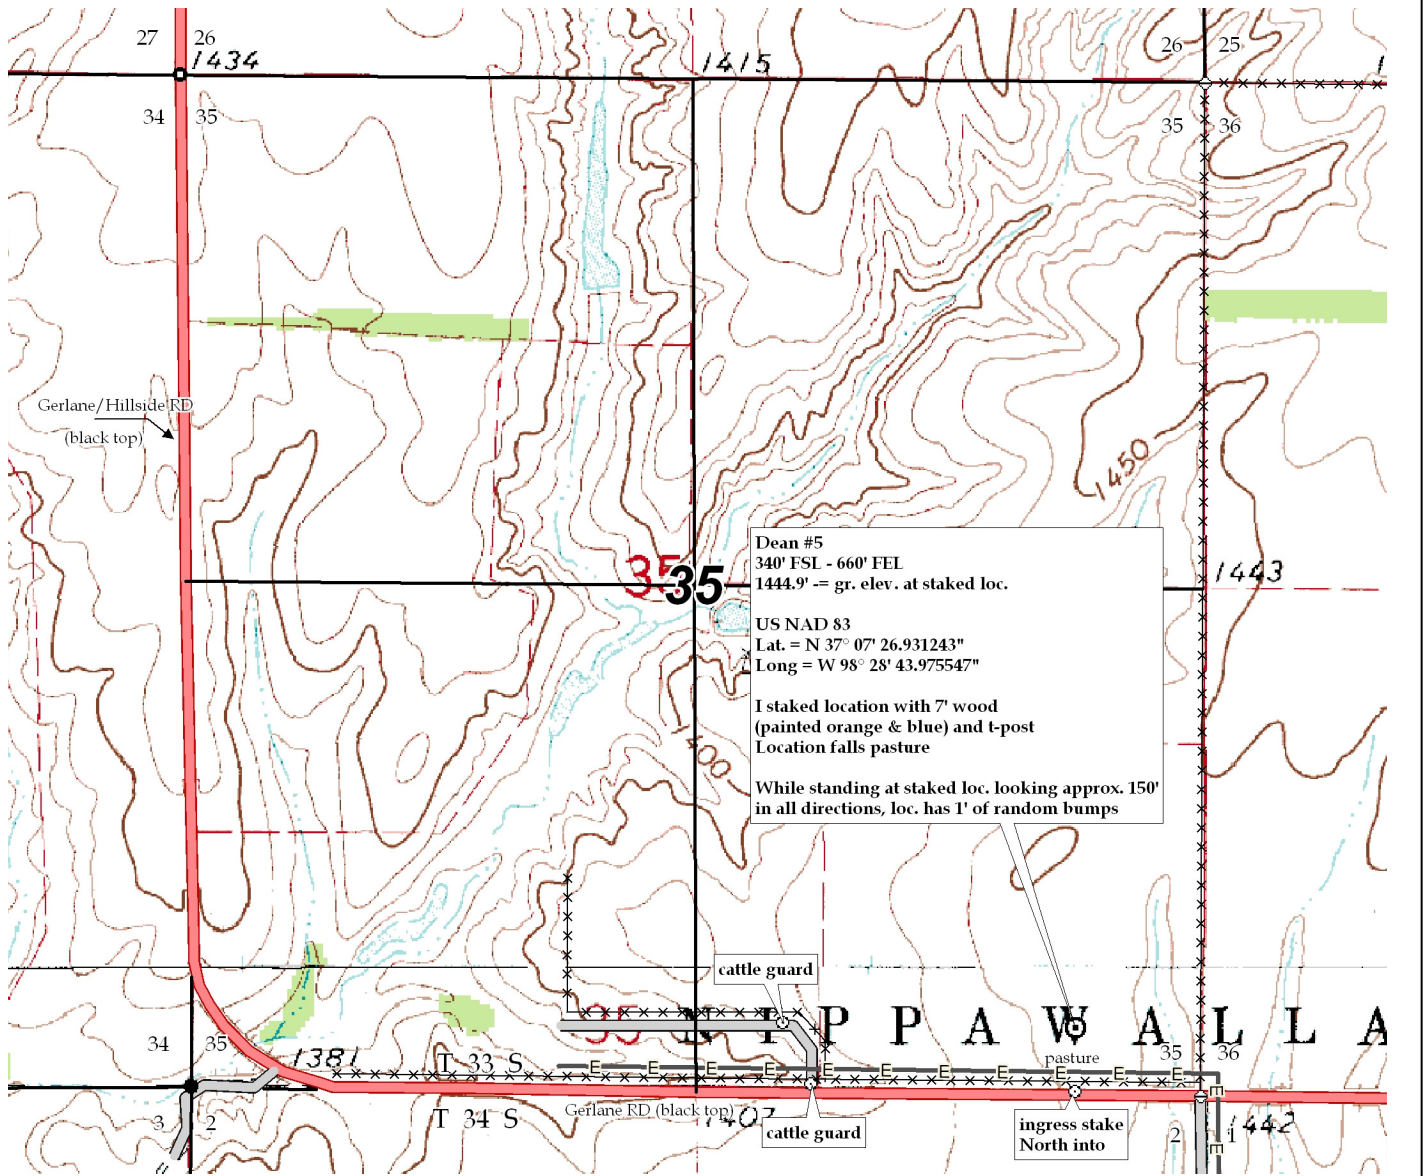 27 26
1434
1415
26 25
1
34 35
35 36
Gerlane/Hillside RD
(black top)
1450
Dean #5
340' FSL - 660' FEL
1444.9' -= gr. elev. at staked loc.
US NAD 83
Lat. = N 37° 07' 26.931243"
Long = W 98° 28' 43.975547"
I staked location with 7' wood
(painted orange & blue) and t-post
Location falls pasture
While standing at staked loc. looking approx. 150'
in all directions, loc. has 1' of random bumps
35
35
1443
1400
cattle guard
35 N I P P A W A L L A
34 35
1381
T 33 S
E E E E E E E E E E
pasture
35 36
E
T 34 S
Gerlane RD (black top)
1407
cattle guard
ingress stake
North into
3 2
2 1
1442
E